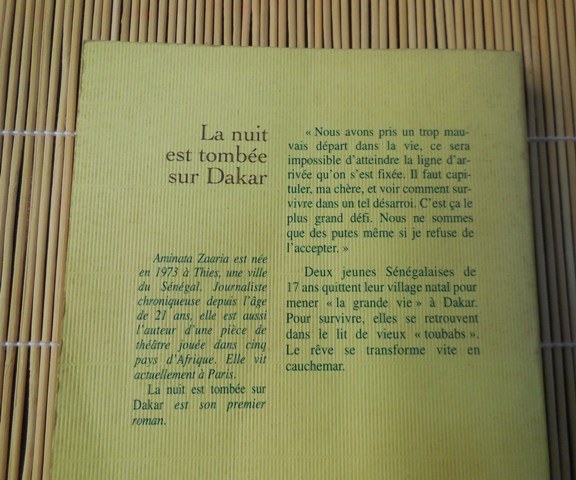 La nuit
est tombée
sur Dakar
Aminata Zaaria est née
en 1973 à Thies, une ville
du Sénégal. Journaliste
chroniqueuse depuis l'âge
de 21 ans, elle est aussi
l'auteur d'une pièce de
théâtre jouée dans cinq
pays d'Afrique. Elle vit
actuellement à Paris.
La nuit est tombée sur
Dakar est son premier
roman.
« Nous avons pris un trop mau-
vais départ dans la vie, ce sera
impossible d'atteindre la ligne d'ar-
rivée qu'on s'est fixée. Il faut capi-
tuler, ma chère, et voir comment sur-
vivre dans un tel désarroi. C'est ça le
plus grand défi. Nous ne sommes
que des putes même si je refuse de
l'accepter. »
Deux jeunes Sénégalaises de
17 ans quittent leur village natal pour
mener « la grande vie » à Dakar.
Pour survivre, elles se retrouvent
dans le lit de vieux « toubabs ».
Le rêve se transforme vite en
cauchemar.